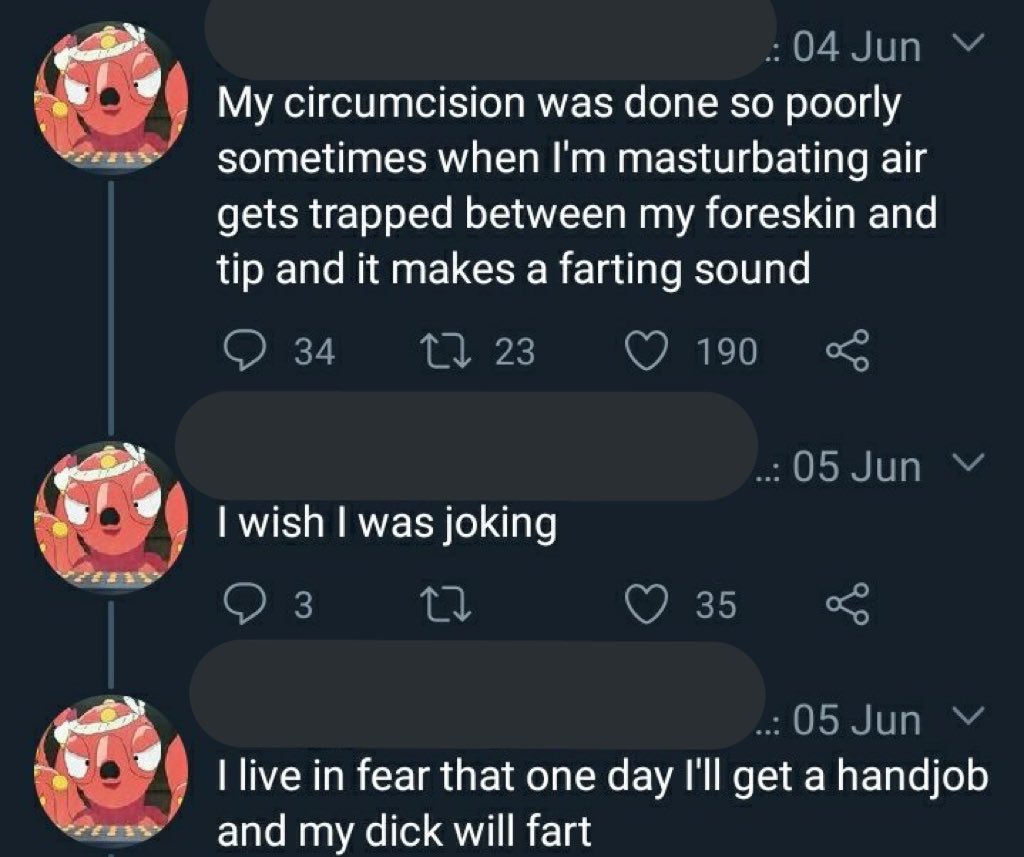 .: 04 Jun
My circumcision was done so poorly
sometimes when I'm masturbating air
gets trapped between my foreskin and
tip and it makes a farting sound
34 23 190
..: 05 Jun
I wish I was joking
3 35
..: 05 Jun
I live in fear that one day I'll get a handjob
and my dick will fart